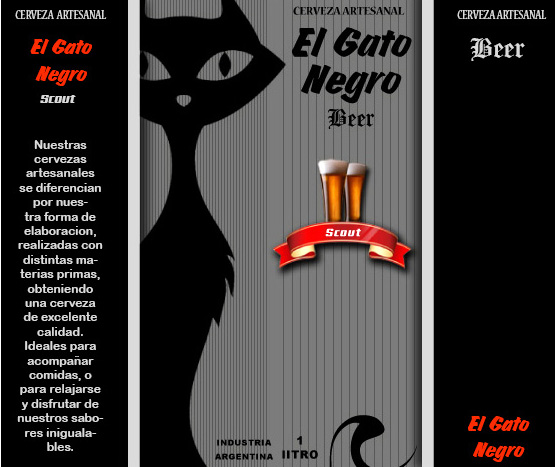 CERVEZA ARTESANAL
El Gato
Negro
Scout
Nuestras
cervezas
artesanales
se diferencian
por nues-
tra forma de
elaboracion,
realizadas con
distintas ma-
terias primas,
obteniendo
una cerveza
de excelente
calidad.
Ideales para
acompañar
comidas, o
para relajarse
y disfrutar de
nuestros sabo-
res iniguala-
bles.
CERVEZA ARTESANAL
El Gato
Negro
Beer
Scout
INDUSTRIA
ARGENTINA
1
lITRO
CERVEZA ARTESANAL
Beer
El Gato
Negro